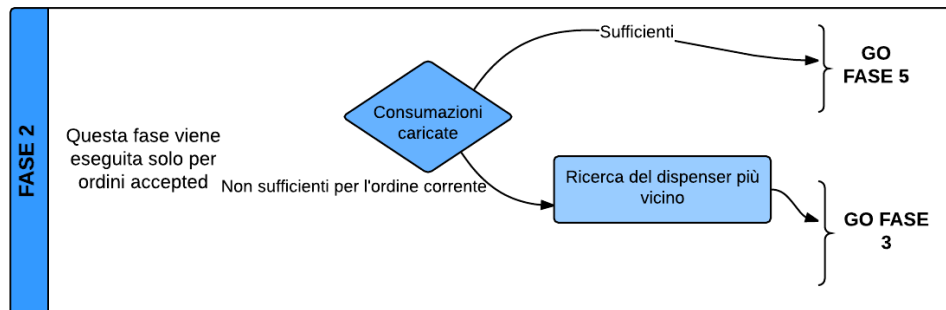 FASE 2
Questa fase viene
eseguita solo per
ordini accepted
Consumazioni
caricate
Sufficienti
GO
FASE 5
Non sufficienti per l'ordine corrente
Ricerca del dispenser più
vicino
GO FASE
3